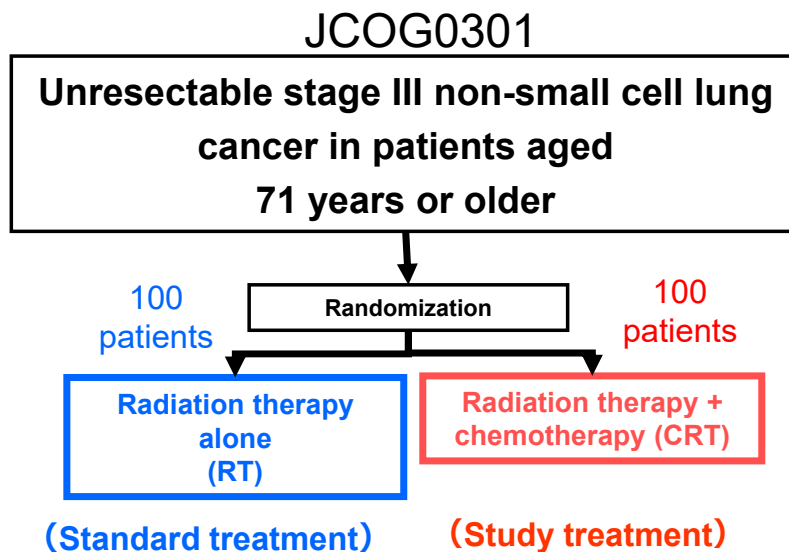 JCOG0301
Unresectable stage III non-small cell lung
cancer in patients aged
71 years or older
100
patients
Randomization
100
patients
Radiation therapy
alone
(RT)
Radiation therapy +
chemotherapy (CRT)
（Standard treatment）
（Study treatment）